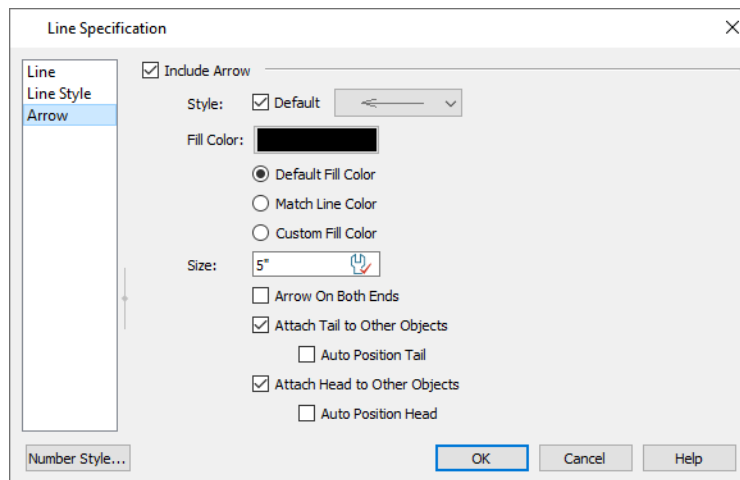 Line Specification
Line
Line Style
Arrow
Include Arrow
Style:
Default
Fill Color:
Default Fill Color
Match Line Color
Custom Fill Color
Size:
5"
Arrow On Both Ends
Attach Tail to Other Objects
Auto Position Tail
Attach Head to Other Objects
Auto Position Head
Number Style...
OK
Cancel
Help